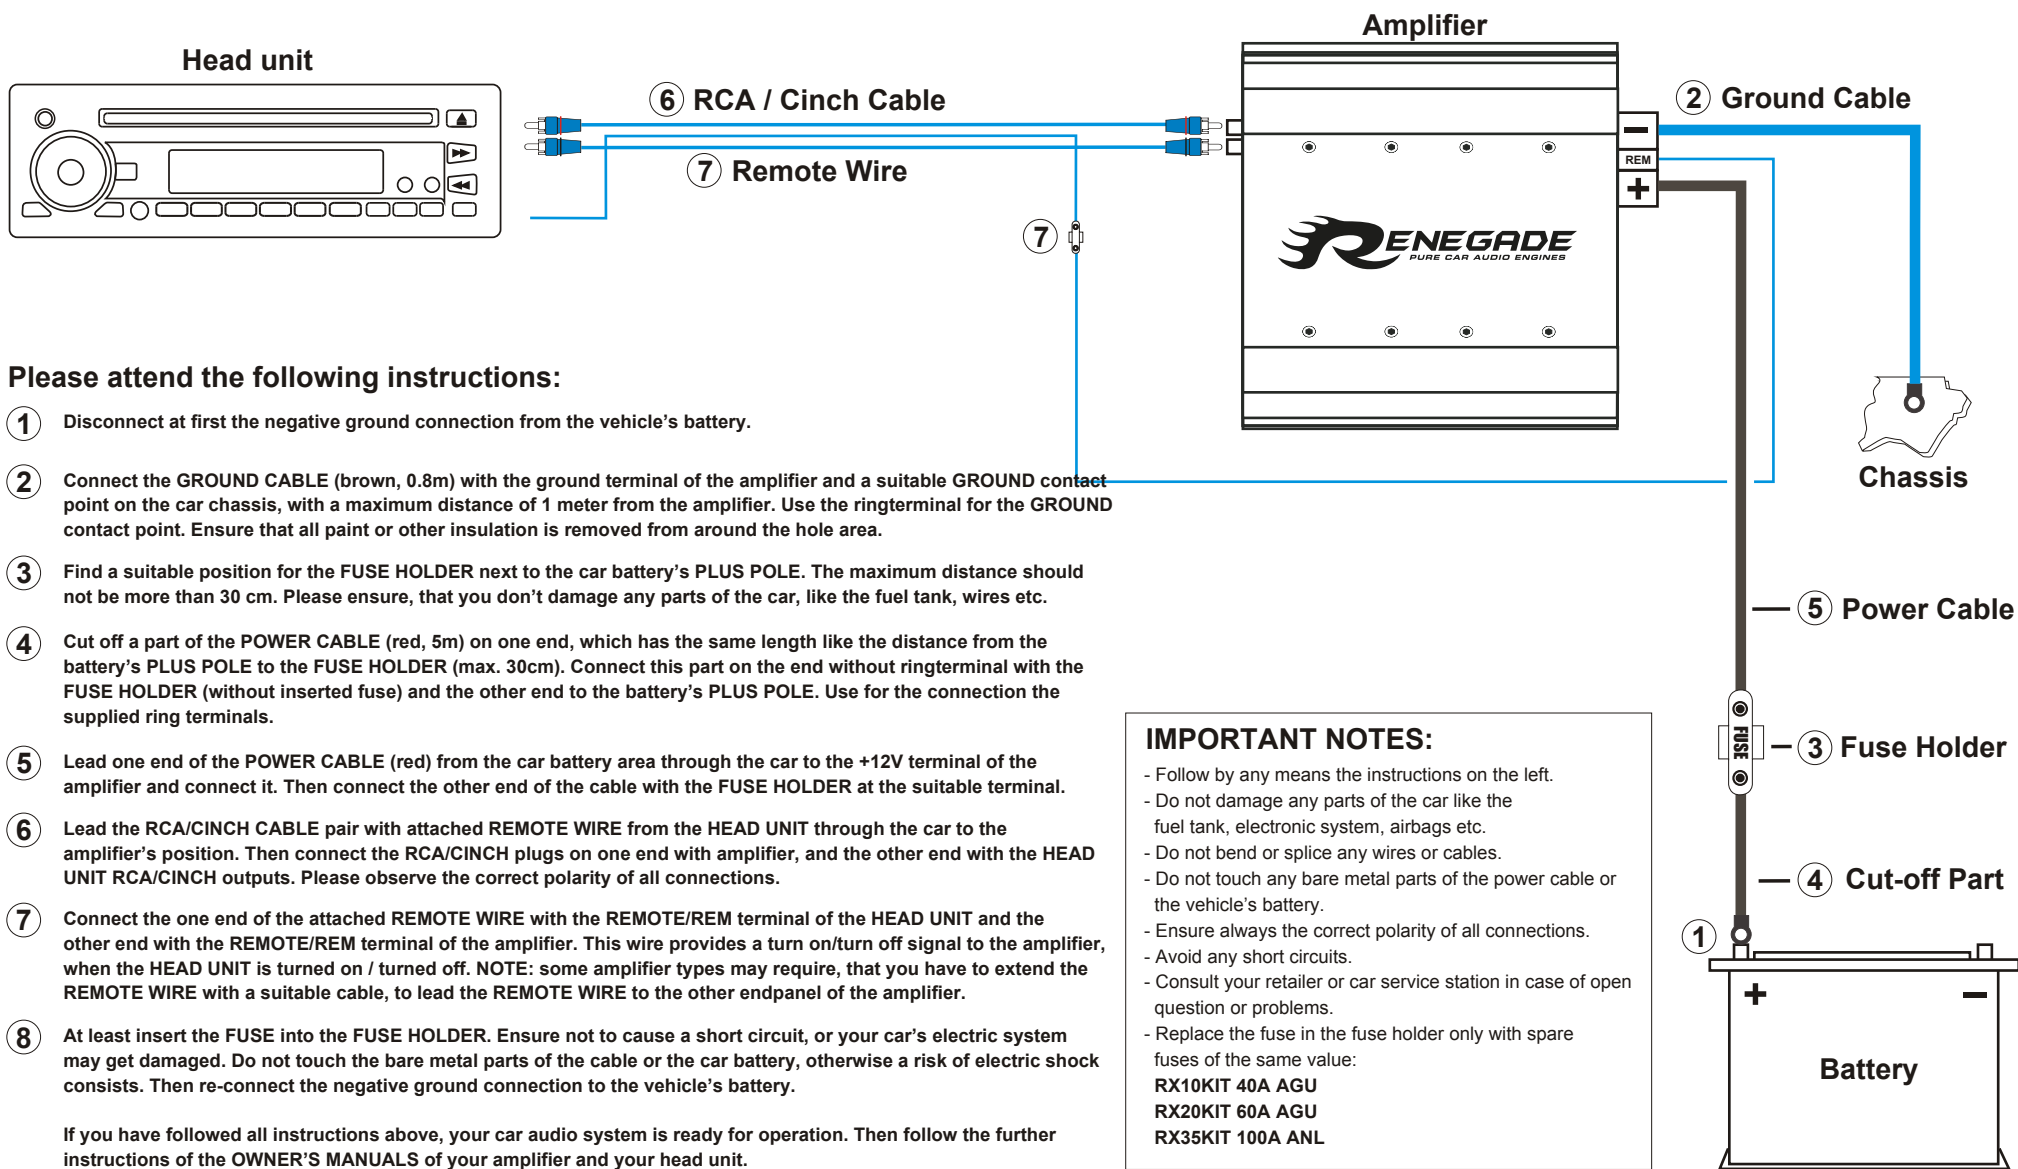 Amplifier
Head unit
6 RCA / Cinch Cable
2 Ground Cable
−
REM
+
7 Remote Wire
7
RENEGADE
PURE CAR AUDIO ENGINES
Chassis
Please attend the following instructions:
1 Disconnect at first the negative ground connection from the vehicle's battery.
2 Connect the GROUND CABLE (brown, 0.8m) with the ground terminal of the amplifier and a suitable GROUND contact
point on the car chassis, with a maximum distance of 1 meter from the amplifier. Use the ringterminal for the GROUND
contact point. Ensure that all paint or other insulation is removed from around the hole area.
3 Find a suitable position for the FUSE HOLDER next to the car battery's PLUS POLE. The maximum distance should
not be more than 30 cm. Please ensure, that you don't damage any parts of the car, like the fuel tank, wires etc.
4 Cut off a part of the POWER CABLE (red, 5m) on one end, which has the same length like the distance from the
battery's PLUS POLE to the FUSE HOLDER (max. 30cm). Connect this part on the end without ringterminal with the
FUSE HOLDER (without inserted fuse) and the other end to the battery's PLUS POLE. Use for the connection the
supplied ring terminals.
5 Lead one end of the POWER CABLE (red) from the car battery area through the car to the +12V terminal of the
amplifier and connect it. Then connect the other end of the cable with the FUSE HOLDER at the suitable terminal.
6 Lead the RCA/CINCH CABLE pair with attached REMOTE WIRE from the HEAD UNIT through the car to the
amplifier's position. Then connect the RCA/CINCH plugs on one end with amplifier, and the other end with the HEAD
UNIT RCA/CINCH outputs. Please observe the correct polarity of all connections.
7 Connect the one end of the attached REMOTE WIRE with the REMOTE/REM terminal of the HEAD UNIT and the
other end with the REMOTE/REM terminal of the amplifier. This wire provides a turn on/turn off signal to the amplifier,
when the HEAD UNIT is turned on / turned off. NOTE: some amplifier types may require, that you have to extend the
REMOTE WIRE with a suitable cable, to lead the REMOTE WIRE to the other endpanel of the amplifier.
8 At least insert the FUSE into the FUSE HOLDER. Ensure not to cause a short circuit, or your car's electric system
may get damaged. Do not touch the bare metal parts of the cable or the car battery, otherwise a risk of electric shock
consists. Then re-connect the negative ground connection to the vehicle's battery.
If you have followed all instructions above, your car audio system is ready for operation. Then follow the further
instructions of the OWNER'S MANUALS of your amplifier and your head unit.
IMPORTANT NOTES:
- Follow by any means the instructions on the left.
- Do not damage any parts of the car like the
fuel tank, electronic system, airbags etc.
- Do not bend or splice any wires or cables.
- Do not touch any bare metal parts of the power cable or
the vehicle's battery.
- Ensure always the correct polarity of all connections.
- Avoid any short circuits.
- Consult your retailer or car service station in case of open
question or problems.
- Replace the fuse in the fuse holder only with spare
fuses of the same value:
RX10KIT 40A AGU
RX20KIT 60A AGU
RX35KIT 100A ANL
5 Power Cable
FUSE
3 Fuse Holder
4 Cut-off Part
1
+ −
Battery